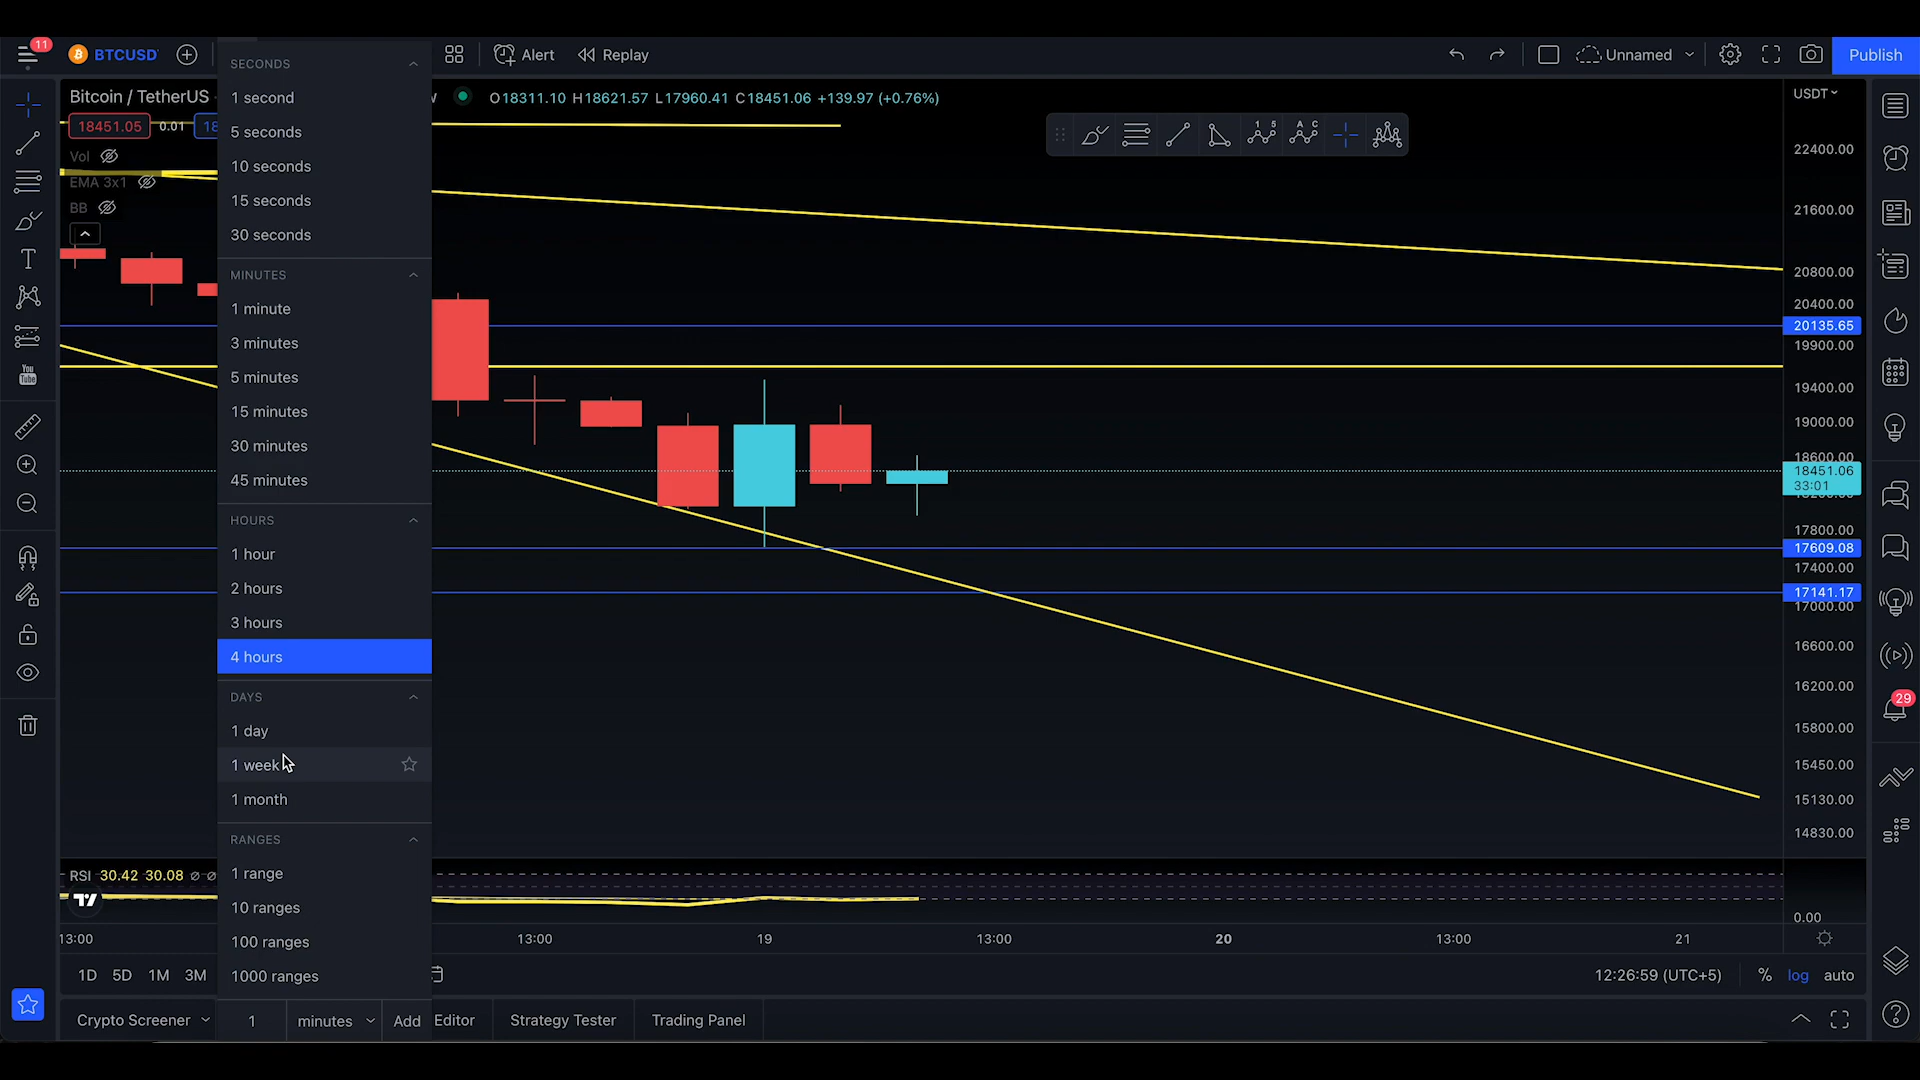 11
BTCUSD
Alert
Replay
Unnamed
Publish
Bitcoin / TetherUS
O18311.10 H18621.57 L17960.41 C18451.06 +139.97 (+0.76%)
USDT
18451.05
0.01
18
Vol
EMA 3x1
BB
SECONDS
1 second
5 seconds
10 seconds
15 seconds
30 seconds
MINUTES
1 minute
3 minutes
5 minutes
15 minutes
30 minutes
45 minutes
HOURS
1 hour
2 hours
3 hours
4 hours
DAYS
1 day
1 week
1 month
RANGES
1 range
10 ranges
100 ranges
1000 ranges
1
minutes
Add
1 5
A C
22400.00
21600.00
20800.00
20400.00
20135.65
19900.00
19400.00
19000.00
18600.00
18451.06
33:01
17800.00
17609.08
17400.00
17141.17
17000.00
16600.00
16200.00
15800.00
15450.00
15130.00
14830.00
0.00
29
You
Tube
RSI 30.42 30.08
13:00
13:00
19
13:00
20
13:00
21
1D
5D
1M
3M
12:26:59 (UTC+5)
%
log
auto
Crypto Screener
Editor
Strategy Tester
Trading Panel